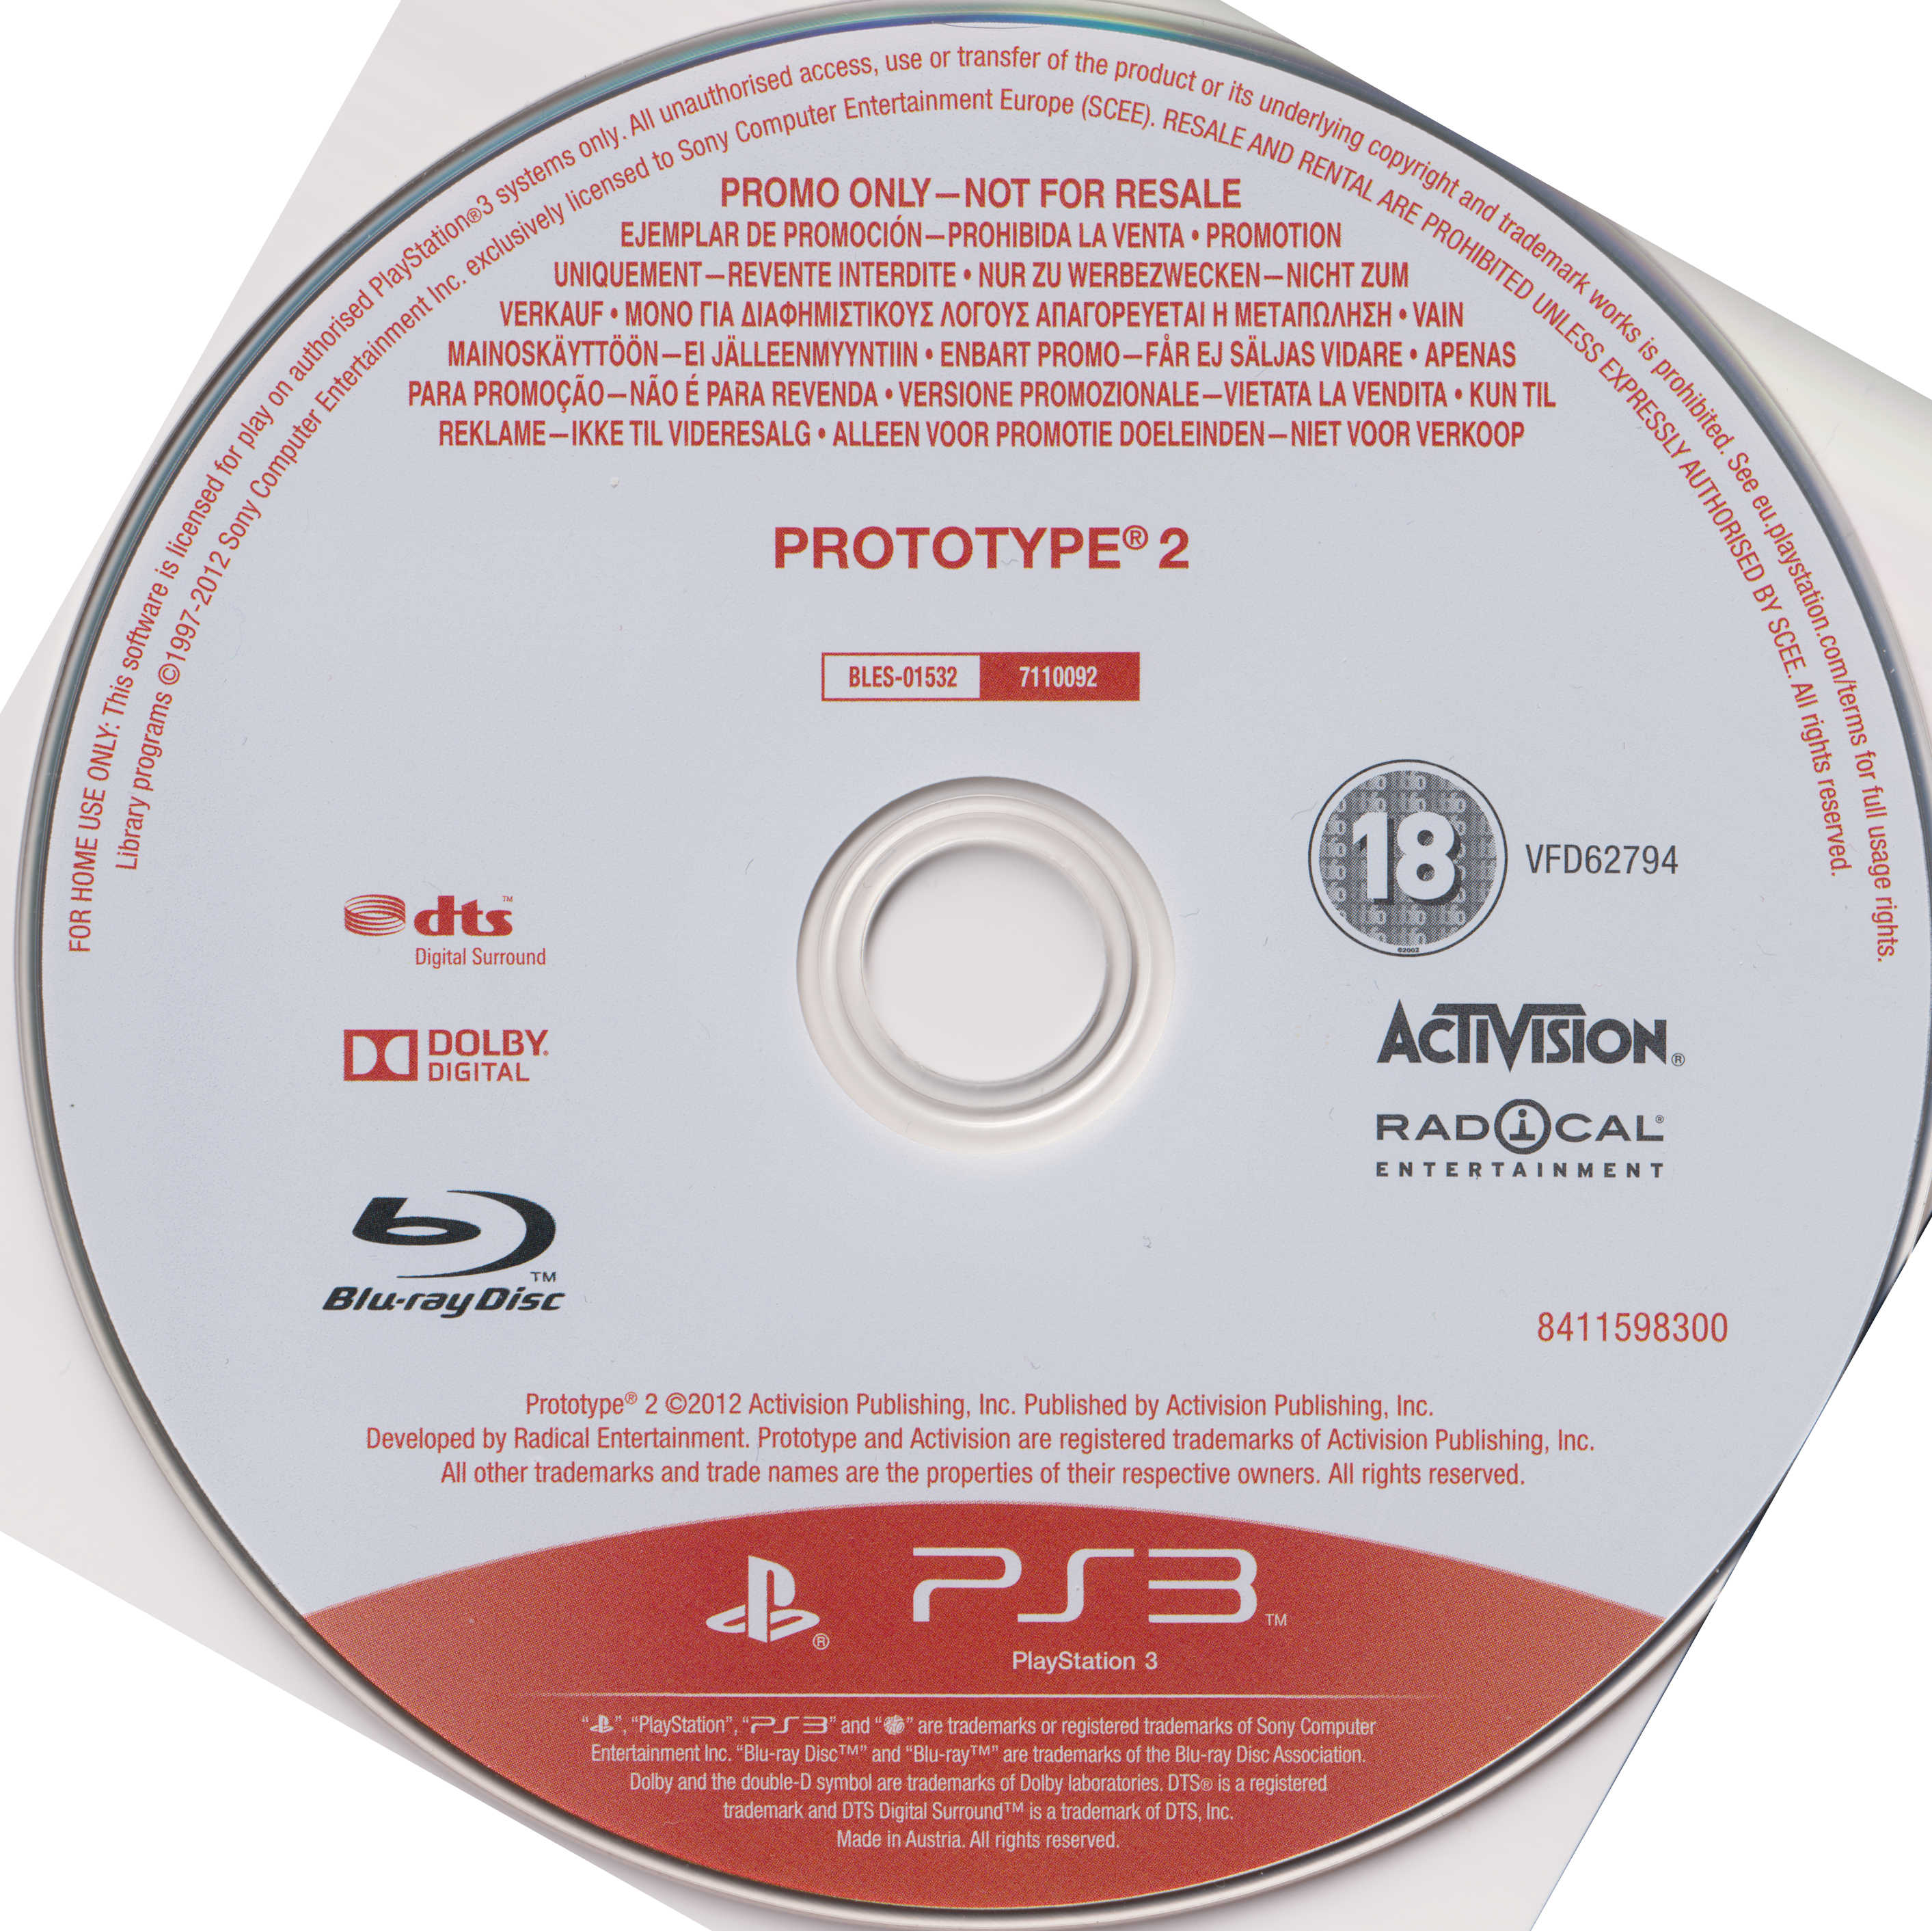 FOR HOME USE ONLY: This software is licensed for play on authorised PlayStation®3 systems only. All unauthorised access, use or transfer of the product or its underlying copyright and trademark works is prohibited. See eu.playstation.com/terms for full usage rights.
Library programs ©1997-2012 Sony Computer Entertainment Inc. exclusively licensed to Sony Computer Entertainment Europe (SCEE). RESALE AND RENTAL ARE PROHIBITED UNLESS EXPRESSLY AUTHORISED BY SCEE. All rights reserved.
PROMO ONLY—NOT FOR RESALE
EJEMPLAR DE PROMOCIÓN—PROHIBIDA LA VENTA • PROMOTION
UNIQUEMENT—REVENTE INTERDITE • NUR ZU WERBEZWECKEN—NICHT ZUM
VERKAUF • ΜΟΝΟ ΓΙΑ ΔΙΑΦΗΜΙΣΤΙΚΟΥΣ ΛΟΓΟΥΣ ΑΠΑΓΟΡΕΥΕΤΑΙ Η ΜΕΤΑΠΩΛΗΣΗ • VAIN
MAINOSKÄYTTÖÖN—EI JÄLLEENMYYNTIIN • ENBART PROMO—FÅR EJ SÄLJAS VIDARE • APENAS
PARA PROMOÇÃO—NÃO É PARA REVENDA • VERSIONE PROMOZIONALE—VIETATA LA VENDITA • KUN TIL
REKLAME—IKKE TIL VIDERESALG • ALLEEN VOOR PROMOTIE DOELEINDEN—NIET VOOR VERKOOP
PROTOTYPE® 2
BLES-01532 7110092
18 VFD62794
©2002
dts™
Digital Surround
ACTIVISION®
DOLBY®
DIGITAL
RADICAL®
ENTERTAINMENT
Blu-ray Disc™
8411598300
Prototype® 2 ©2012 Activision Publishing, Inc. Published by Activision Publishing, Inc.
Developed by Radical Entertainment. Prototype and Activision are registered trademarks of Activision Publishing, Inc.
All other trademarks and trade names are the properties of their respective owners. All rights reserved.
® PS3™
PlayStation 3
“ ”, “PlayStation”, “PS3” and “ ” are trademarks or registered trademarks of Sony Computer
Entertainment Inc. “Blu-ray Disc™” and “Blu-ray™” are trademarks of the Blu-ray Disc Association.
Dolby and the double-D symbol are trademarks of Dolby laboratories. DTS® is a registered
trademark and DTS Digital Surround™ is a trademark of DTS, Inc.
Made in Austria. All rights reserved.